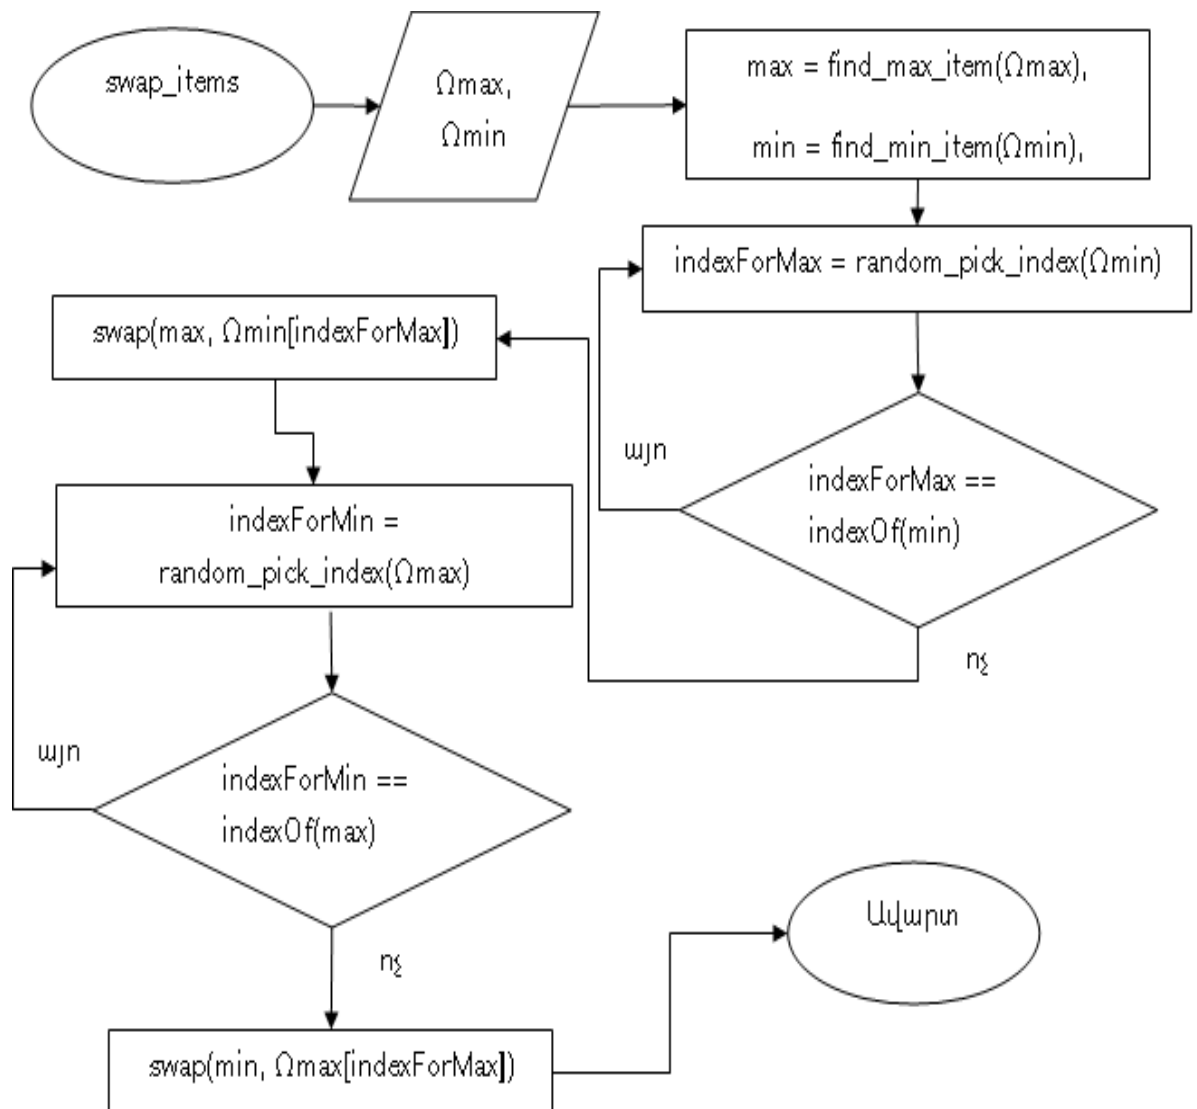 swap_items
Ωmax,
Ωmin
max = find_max_item(Ωmax),
min = find_min_item(Ωmin),
indexForMax = random_pick_index(Ωmin)
indexForMax ==
indexOf(min)
այո
ոչ
swap(max, Ωmin[indexForMax])
indexForMin =
random_pick_index(Ωmax)
indexForMin ==
indexOf(max)
այո
ոչ
swap(min, Ωmax[indexForMax])
Ավարտ